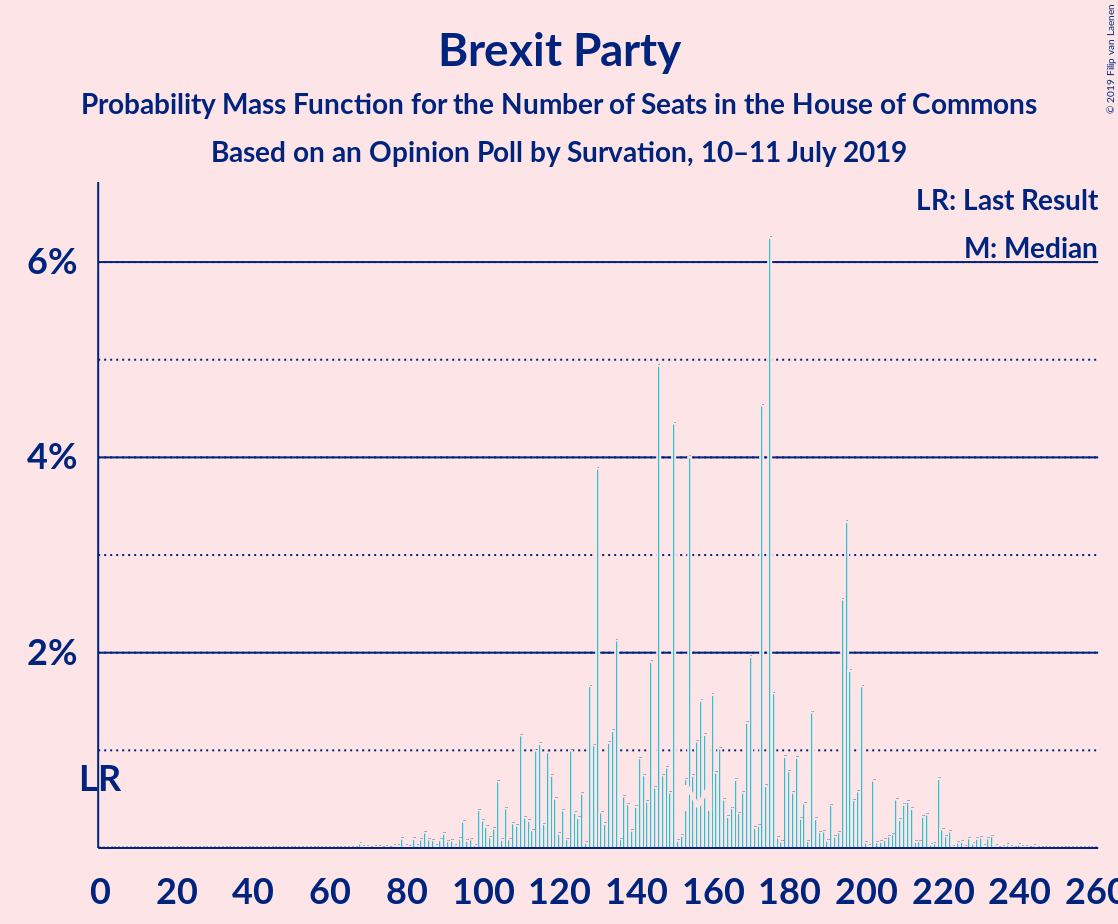 © 2019 Filip van Laenen
Brexit Party
Probability Mass Function for the Number of Seats in the House of Commons
Based on an Opinion Poll by Survation, 10–11 July 2019
LR: Last Result
M: Median
6%
4%
2%
LR
0 20 40 60 80 100 120 140 160 180 200 220 240 260